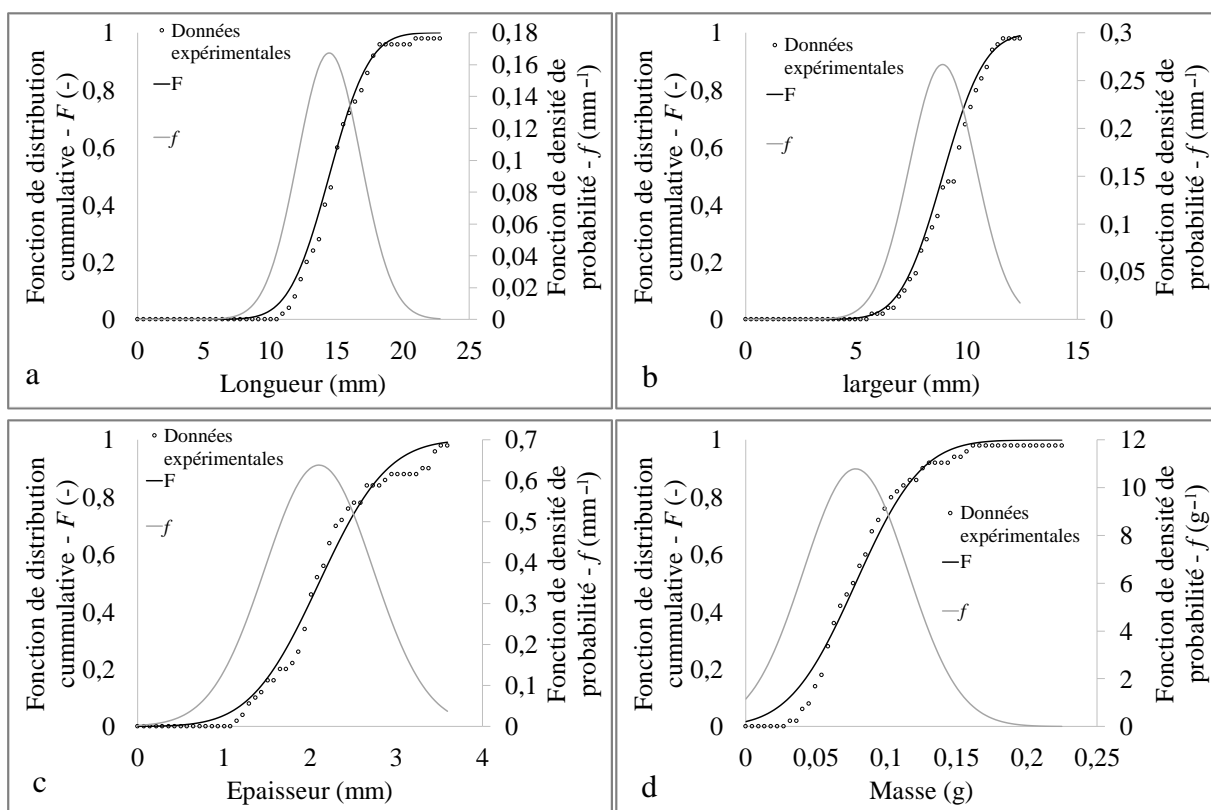 Fonction de distribution
cummulative - F (-)
1
0,8
0,6
0,4
0,2
0
Données
expérimentales
F
f
0,18
0,16
0,14
0,12
0,1
0,08
0,06
0,04
0,02
0
Fonction de densité de
probabilité - f (mm⁻¹)
0 5 10 15 20 25
Longueur (mm)
a
Fonction de distribution
cummulative - F (-)
1
0,8
0,6
0,4
0,2
0
Données
expérimentales
F
f
0,3
0,25
0,2
0,15
0,1
0,05
0
Fonction de densité de
probabilité - f (mm⁻¹)
0 5 10 15
largeur (mm)
b
Fonction de distribution
cummulative - F (-)
1
0,8
0,6
0,4
0,2
0
Données
expérimentales
F
f
0,7
0,6
0,5
0,4
0,3
0,2
0,1
0
Fonction de densité de
probabilité - f (mm⁻¹)
0 1 2 3 4
Epaisseur (mm)
c
Fonction de distribution
cummulative - F (-)
1
0,8
0,6
0,4
0,2
0
Données
expérimentales
F
f
12
10
8
6
4
2
0
Fonction de densité de
probabilité - f (g⁻¹)
0 0,05 0,1 0,15 0,2 0,25
Masse (g)
d